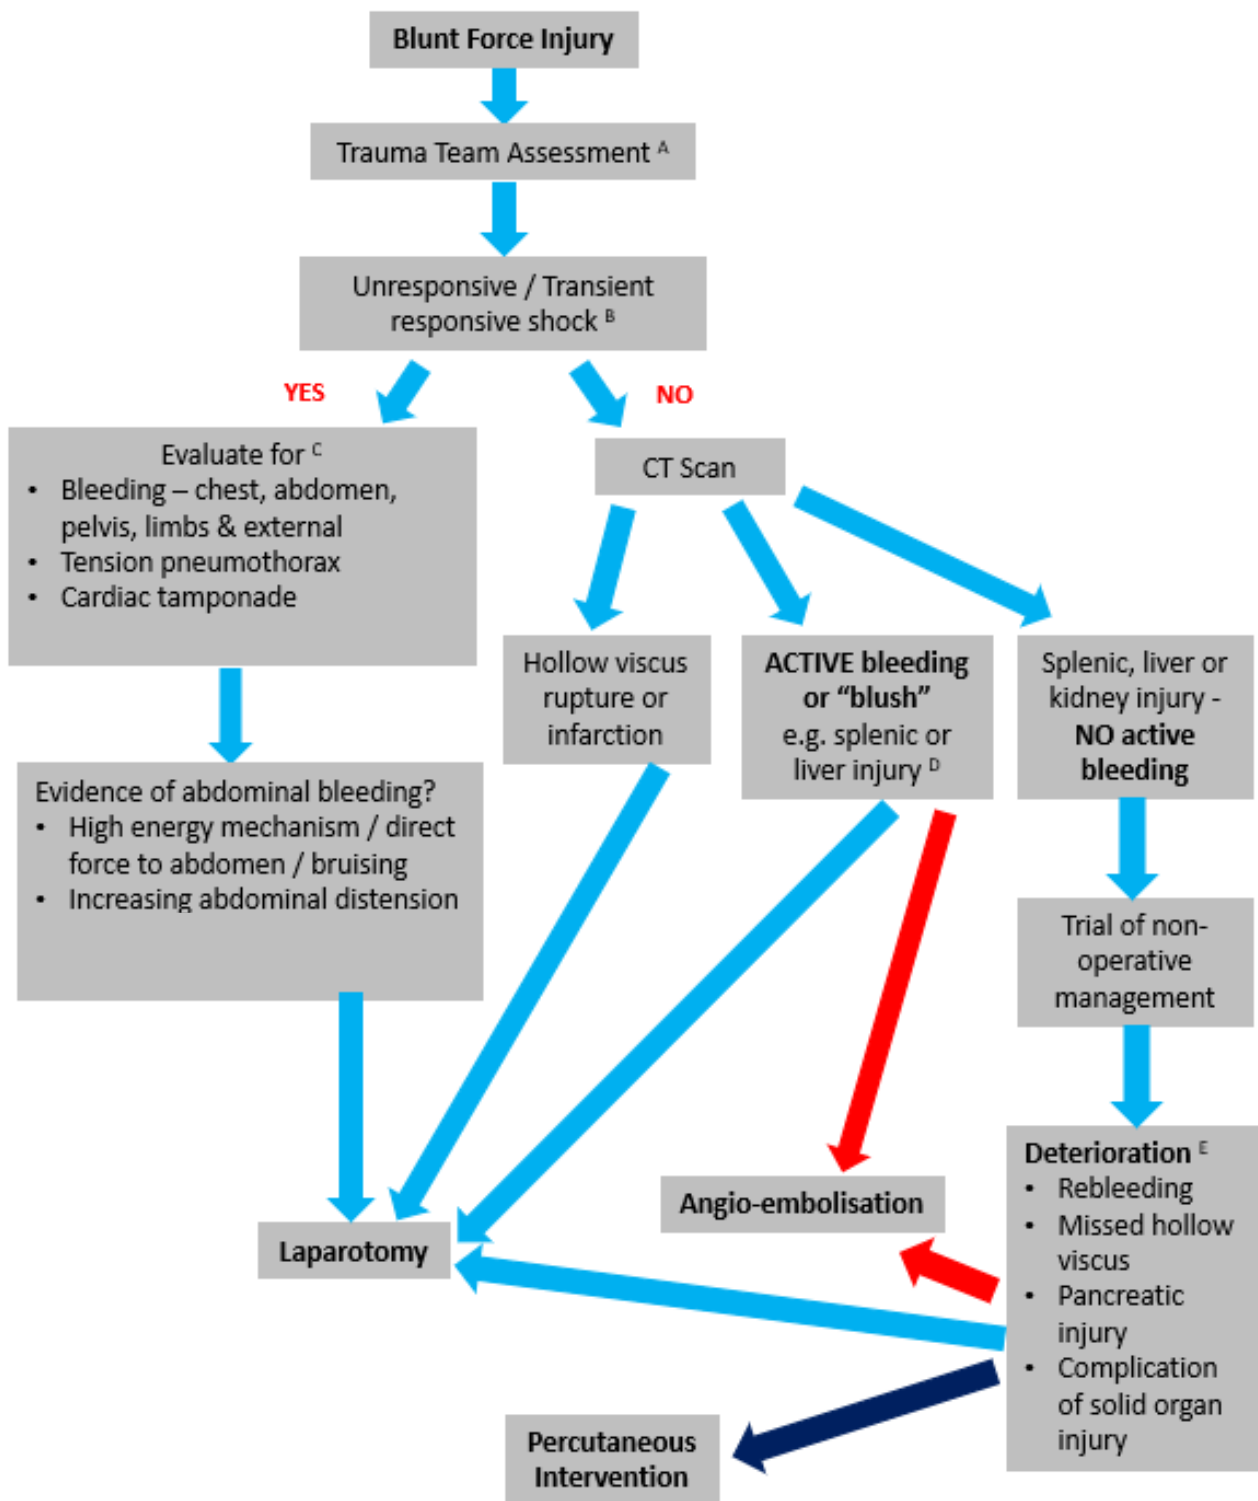 Blunt Force Injury
Trauma Team Assessment A
Unresponsive / Transient
responsive shock B
YES
NO
Evaluate for C
• Bleeding – chest, abdomen,
pelvis, limbs & external
• Tension pneumothorax
• Cardiac tamponade
CT Scan
Hollow viscus
rupture or
infarction
ACTIVE bleeding
or “blush”
e.g. splenic or
liver injury D
Splenic, liver or
kidney injury -
NO active
bleeding
Evidence of abdominal bleeding?
• High energy mechanism / direct
force to abdomen / bruising
• Increasing abdominal distension
Trial of non-
operative
management
Deterioration E
• Rebleeding
• Missed hollow
viscus
• Pancreatic
injury
• Complication
of solid organ
injury
Angio-embolisation
Laparotomy
Percutaneous
Intervention